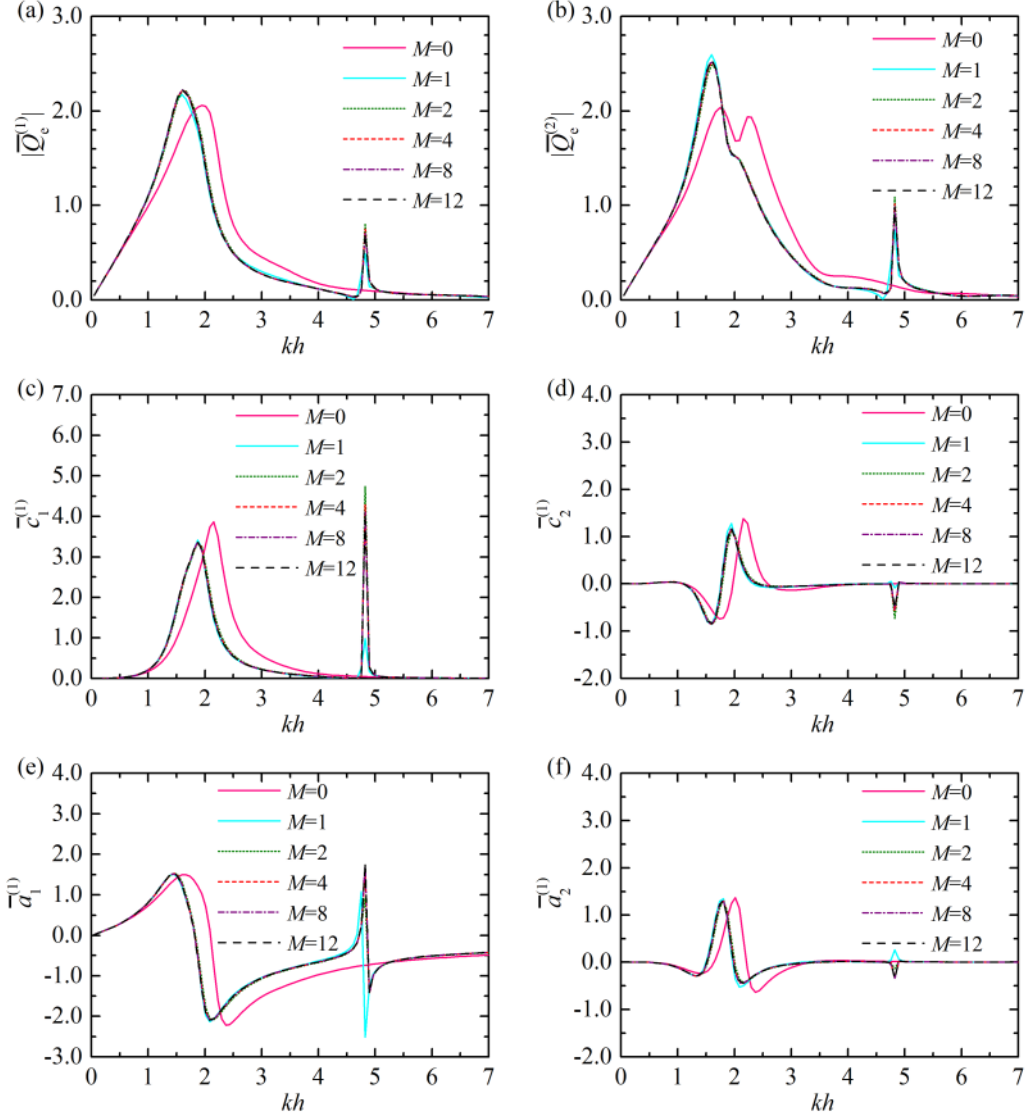 (a)
3.0
2.0
1.0
0.0
|Q̅ₑ⁽¹⁾|
M=0
M=1
M=2
M=4
M=8
M=12
0 1 2 3 4 5 6 7
kh
(b)
3.0
2.0
1.0
0.0
|Q̅ₑ⁽²⁾|
M=0
M=1
M=2
M=4
M=8
M=12
0 1 2 3 4 5 6 7
kh
(c)
7.0
6.0
5.0
4.0
3.0
2.0
1.0
0.0
c̅₁⁽¹⁾
M=0
M=1
M=2
M=4
M=8
M=12
0 1 2 3 4 5 6 7
kh
(d)
4.0
3.0
2.0
1.0
0.0
-1.0
-2.0
c̅₂⁽¹⁾
M=0
M=1
M=2
M=4
M=8
M=12
0 1 2 3 4 5 6 7
kh
(e)
4.0
3.0
2.0
1.0
0.0
-1.0
-2.0
-3.0
a̅₁⁽¹⁾
M=0
M=1
M=2
M=4
M=8
M=12
0 1 2 3 4 5 6 7
kh
(f)
4.0
3.0
2.0
1.0
0.0
-1.0
-2.0
a̅₂⁽¹⁾
M=0
M=1
M=2
M=4
M=8
M=12
0 1 2 3 4 5 6 7
kh